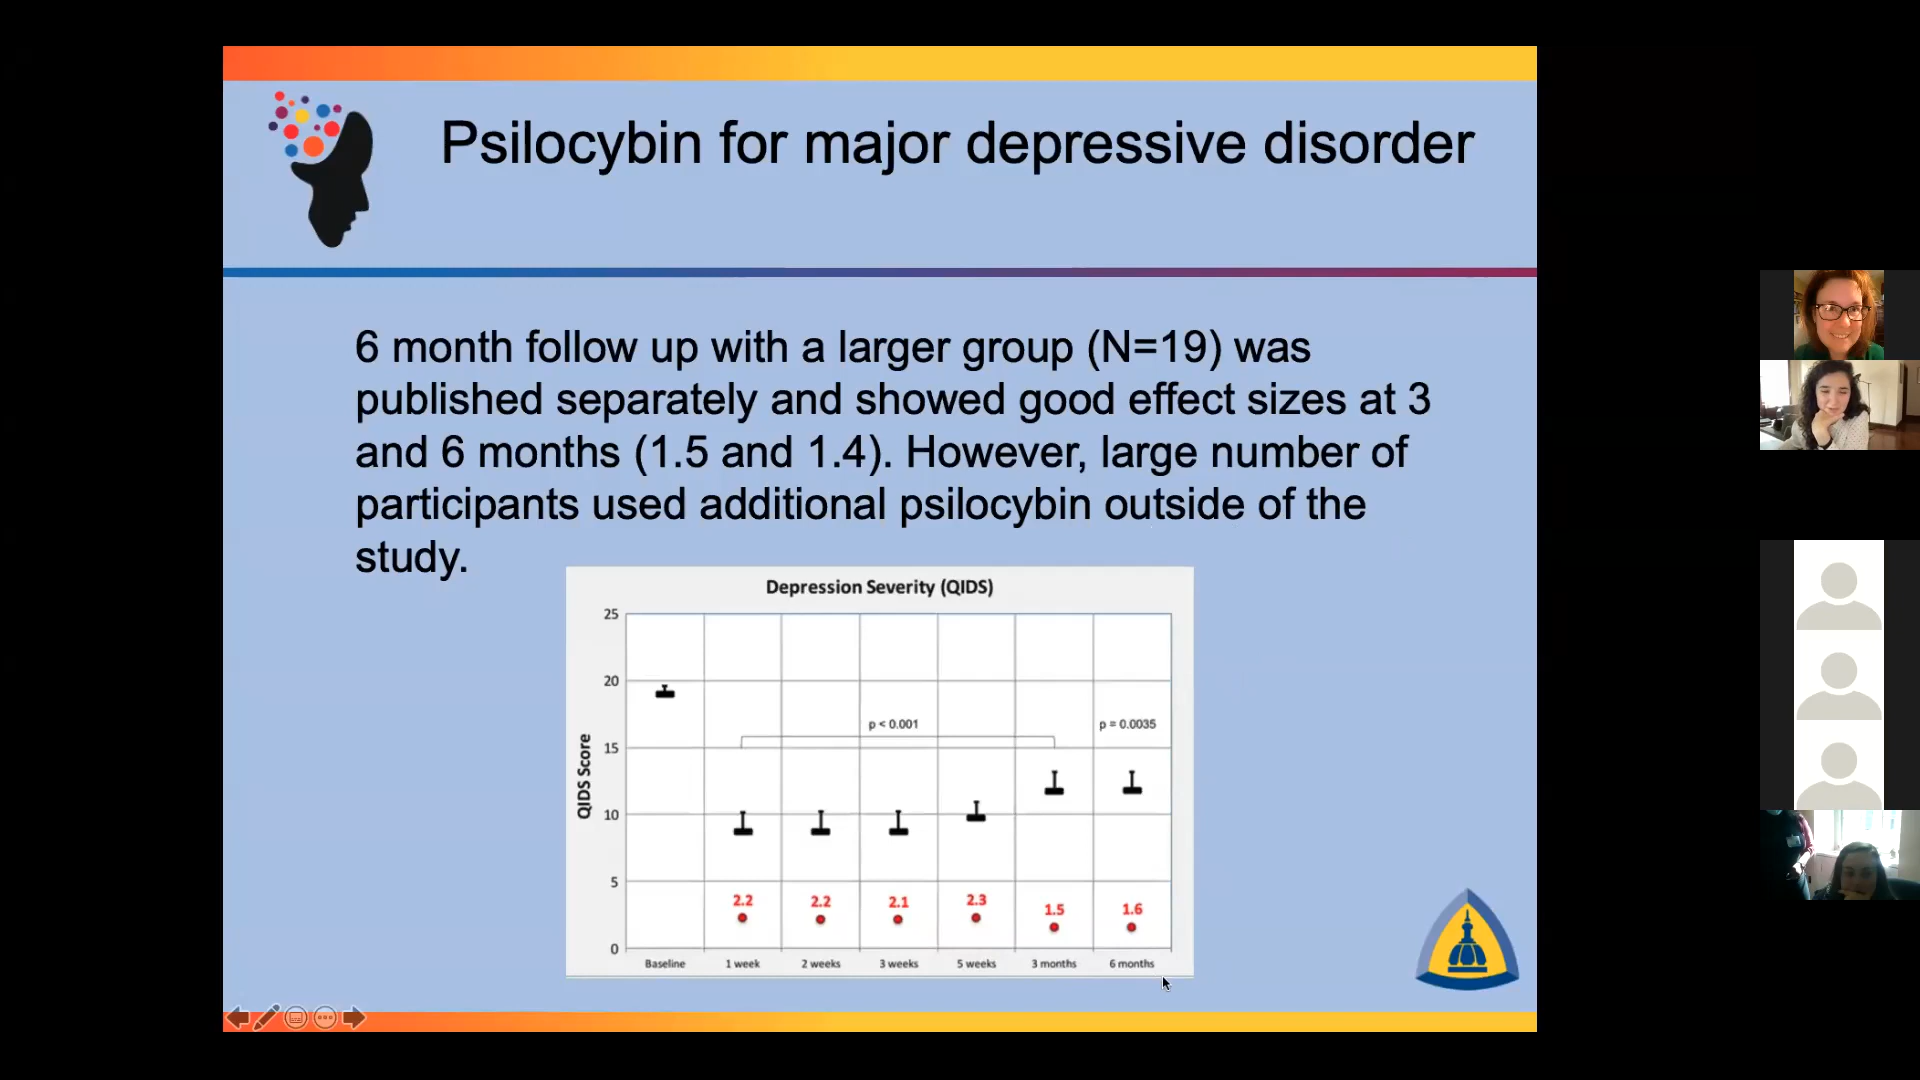 Psilocybin for major depressive disorder
6 month follow up with a larger group (N=19) was
published separately and showed good effect sizes at 3
and 6 months (1.5 and 1.4). However, large number of
participants used additional psilocybin outside of the
study.
Depression Severity (QIDS)
QIDS Score
25
20
15
10
5
0
p < 0.001
p = 0.0035
2.2
2.2
2.1
2.3
1.5
1.6
Baseline
1 week
2 weeks
3 weeks
5 weeks
3 months
6 months